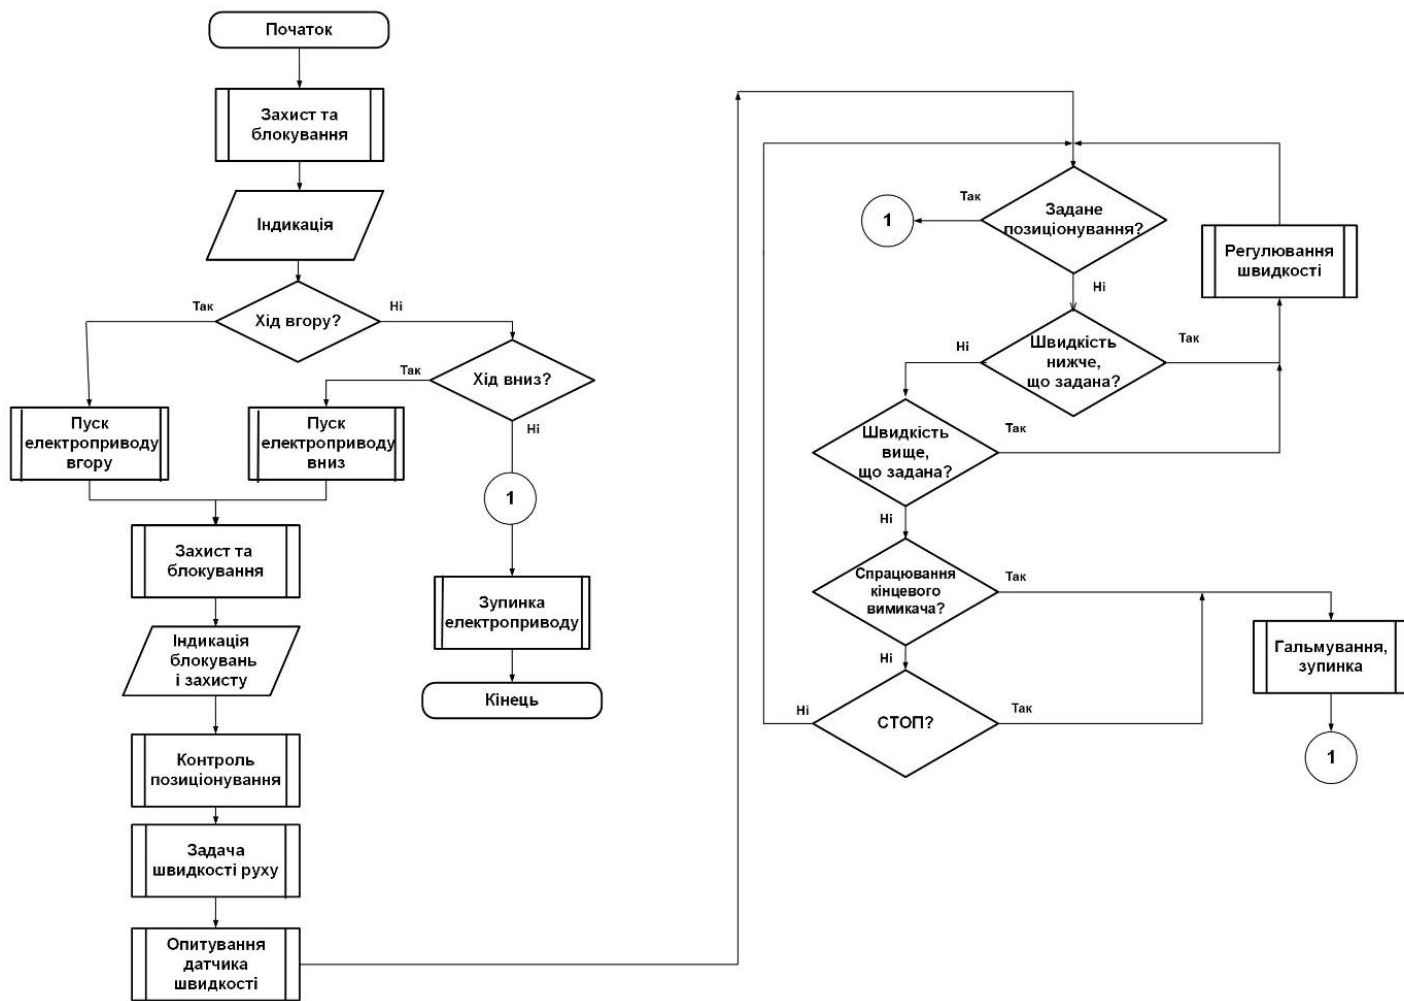 Початок
Захист та
блокування
Індикація
Так
Хід вгору?
Ні
Так
Хід вниз?
Ні
Пуск
електроприводу
вгору
Пуск
електроприводу
вниз
1
Захист та
блокування
Зупинка
електроприводу
Індикація
блокувань
і захисту
Кінець
Контроль
позиціонування
Задача
швидкості руху
Опитування
датчика
швидкості
Так
1
Задане
позиціонування?
Ні
Регулювання
швидкості
Ні
Швидкість
нижче,
що задана?
Так
Швидкість
вище,
що задана?
Так
Ні
Спрацювання
кінцевого
вимикача?
Так
Ні
Гальмування,
зупинка
Ні
СТОП?
Так
1